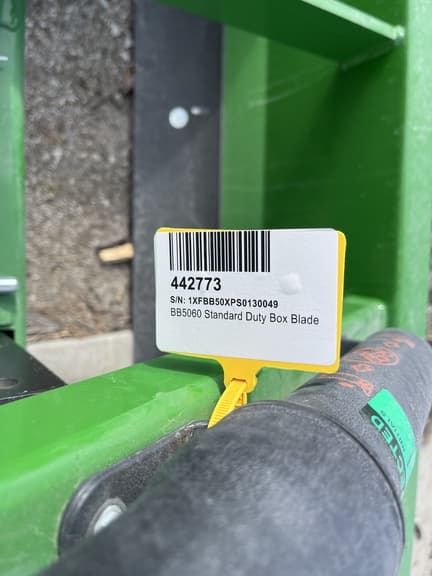 442773
S/N: 1XFBB50XPS0130049
BB5060 Standard Duty Box Blade